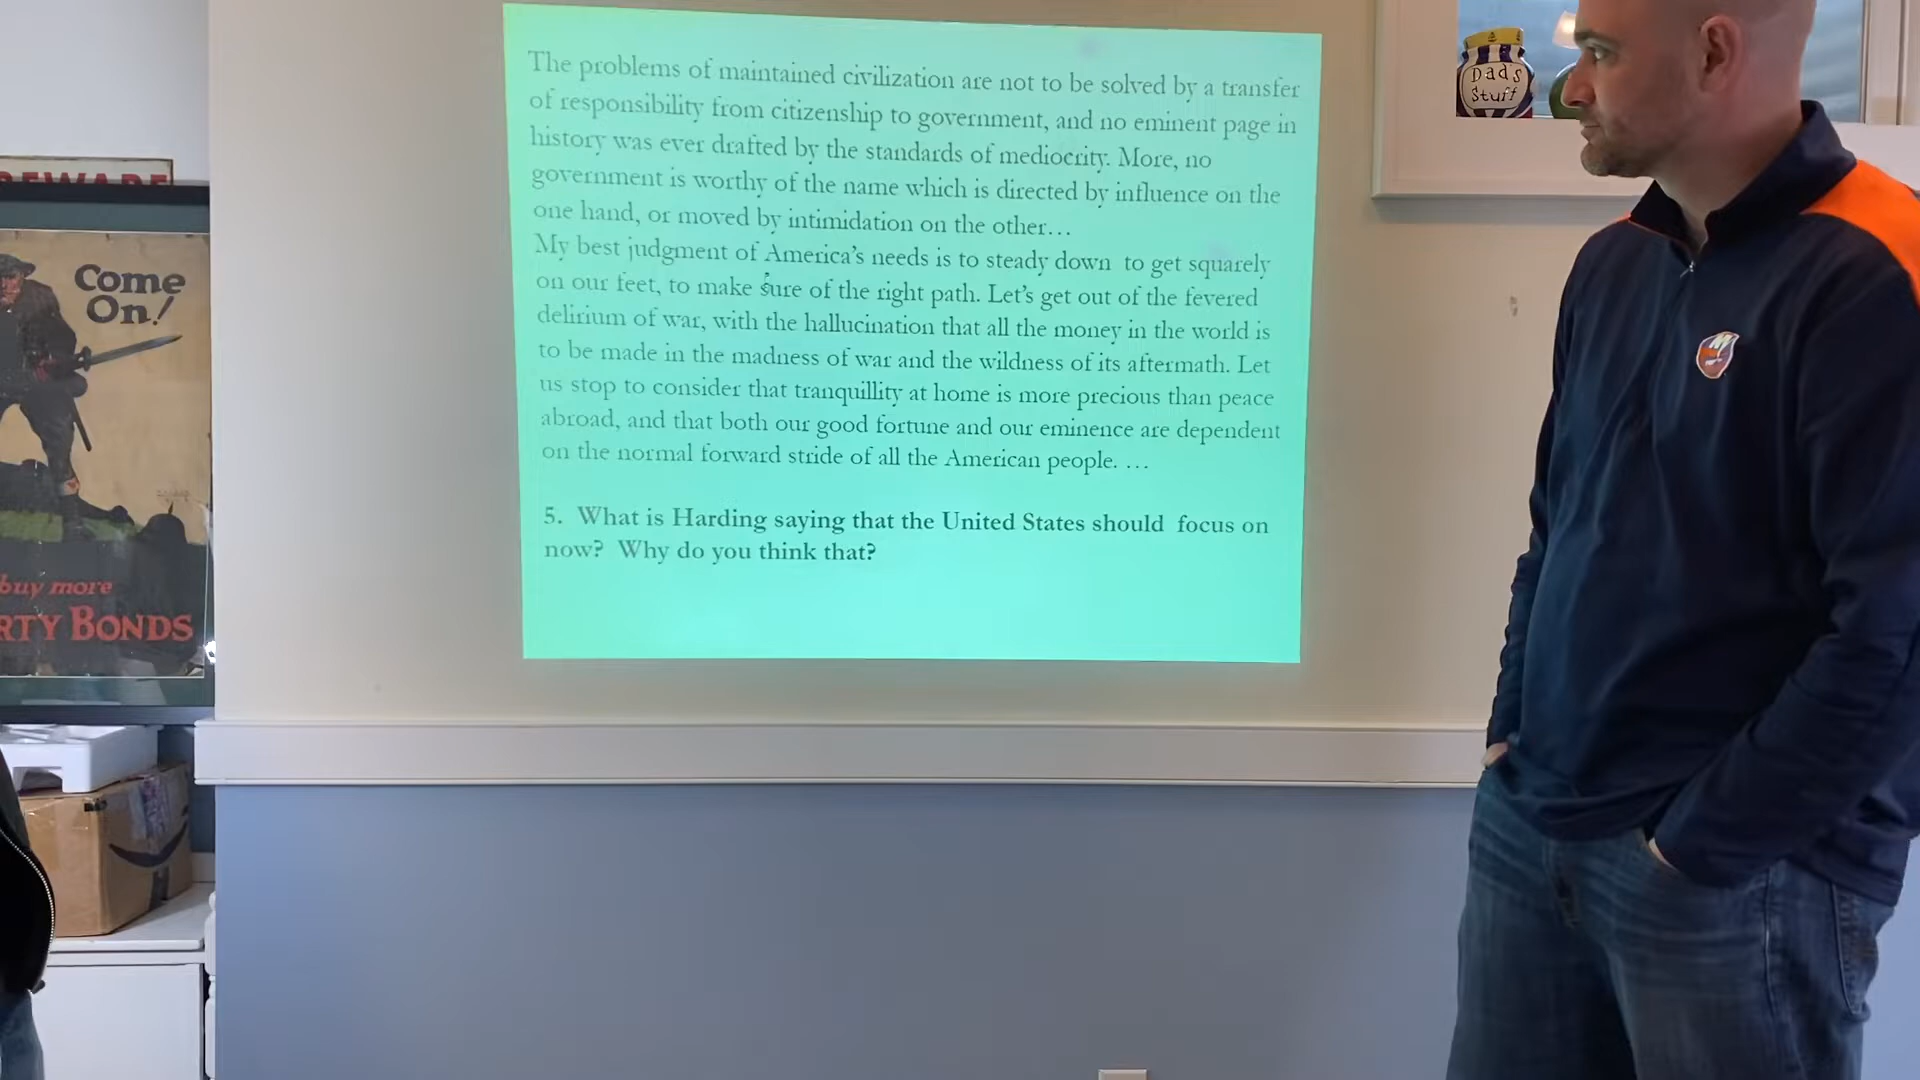 The problems of maintained civilization are not to be solved by a transfer
of responsibility from citizenship to government, and no eminent page in
history was ever drafted by the standards of mediocrity. More, no
government is worthy of the name which is directed by influence on the
one hand, or moved by intimidation on the other…
My best judgment of America's needs is to steady down to get squarely
on our feet, to make sure of the right path. Let's get out of the fevered
delirium of war, with the hallucination that all the money in the world is
to be made in the madness of war and the wildness of its aftermath. Let
us stop to consider that tranquillity at home is more precious than peace
abroad, and that both our good fortune and our eminence are dependent
on the normal forward stride of all the American people. …
5. What is Harding saying that the United States should focus on
now? Why do you think that?
Dad's
Stuff
BEWARE
Come
On!
buy more
RTY BONDS
NY